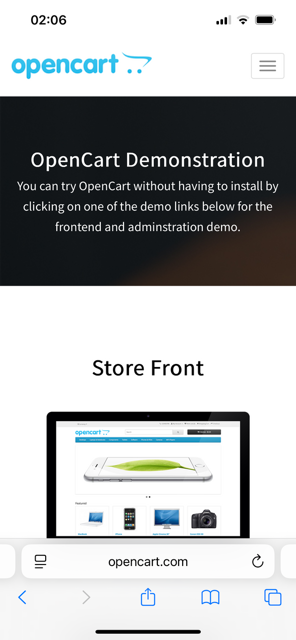 02:06
opencart
OpenCart Demonstration
You can try OpenCart without having to install by
clicking on one of the demo links below for the
frontend and adminstration demo.
Store Front
opencart
Featured
opencart.com